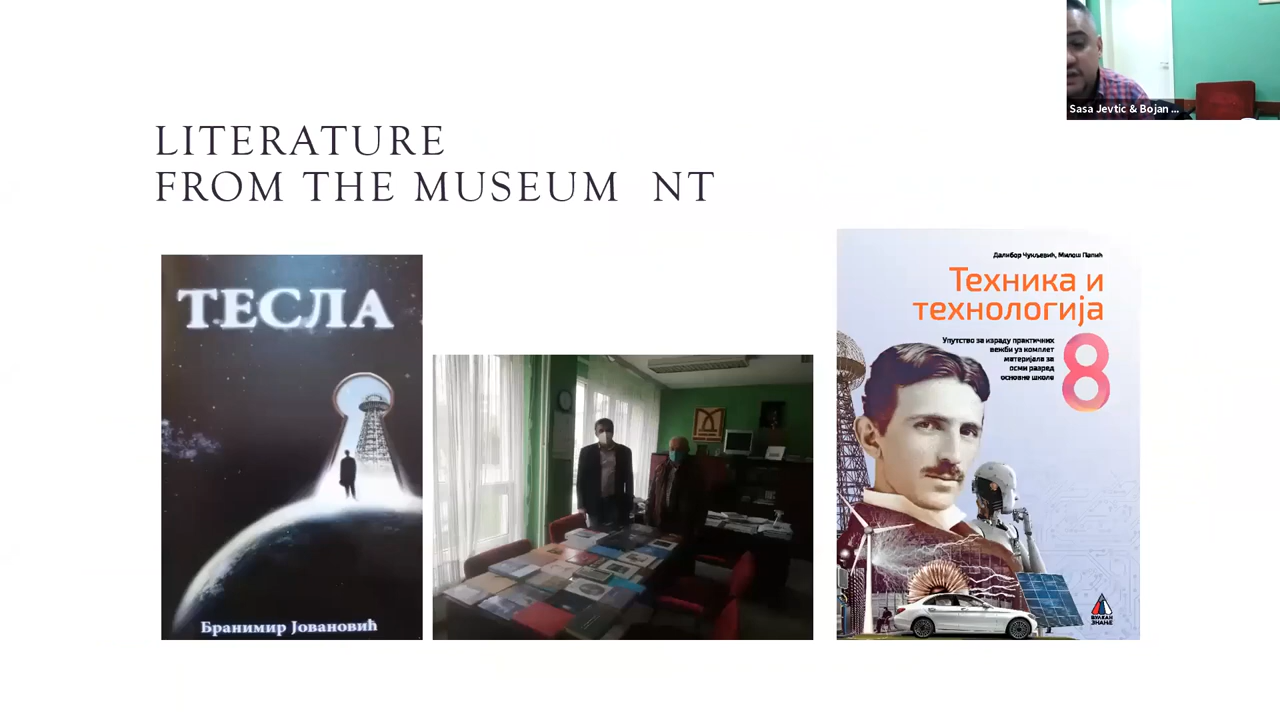 Sasa Jevtic & Bojan ...
LITERATURE
FROM THE MUSEUM NT
ТЕСЛА
Бранимир Јовановић
Далибор Чукљевић, Милош Папић
Техника и
технологија
8
Упутство за израду практичних
вежби уз комплет
материјала за
осми разред
основне школе
ВУЛКАН
ЗНАЊЕ